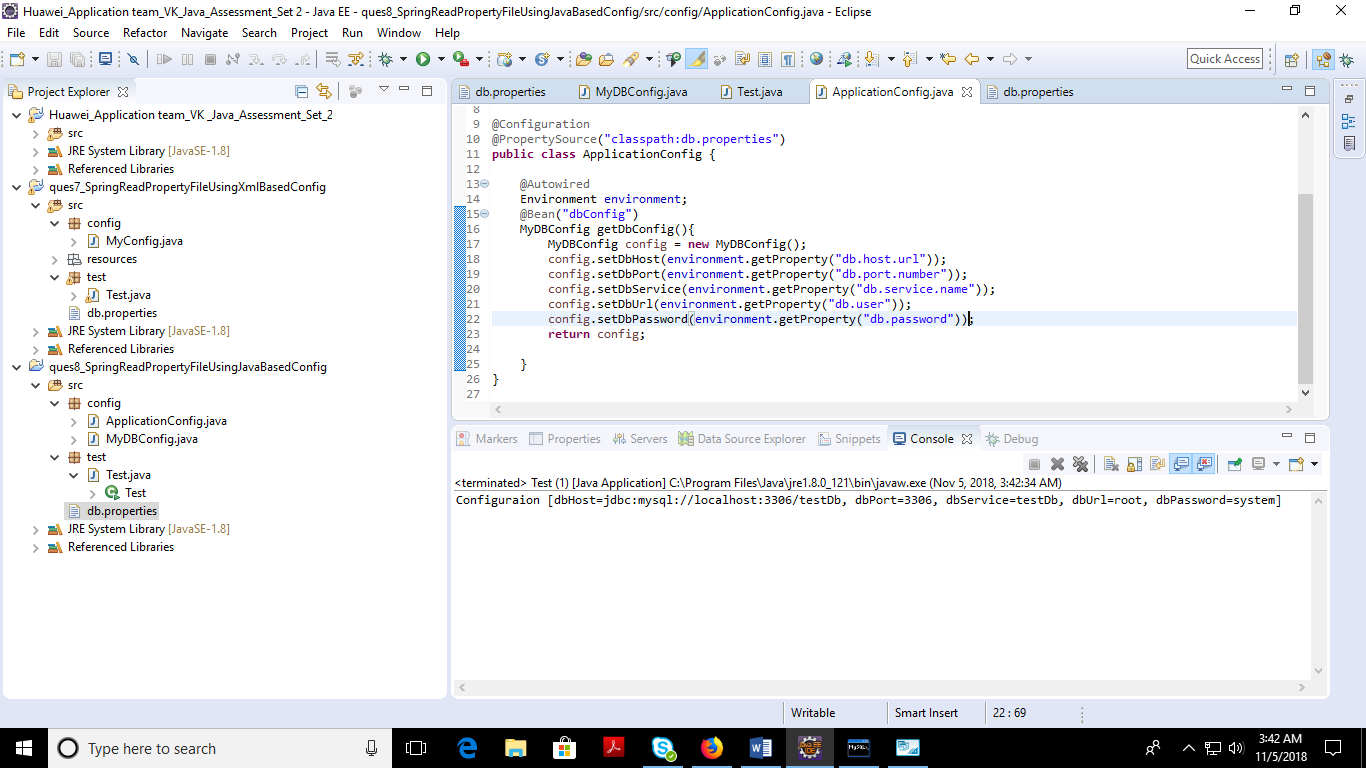 Huawei_Application team_VK_Java_Assessment_Set 2 - Java EE - ques8_SpringReadPropertyFileUsingJavaBasedConfig/src/config/ApplicationConfig.java - Eclipse
File Edit Source Refactor Navigate Search Project Run Window Help
Quick Access
Project Explorer
Huawei_Application team_VK _Java_Assessment_Set_2
src
JRE System Library [JavaSE-1.8]
Referenced Libraries
ques7_SpringReadPropertyFileUsingXmlBasedConfig
src
config
MyConfig.java
resources
test
Test.java
db.properties
JRE System Library [JavaSE-1.8]
Referenced Libraries
ques8_SpringReadPropertyFileUsingJavaBasedConfig
src
config
ApplicationConfig.java
MyDBConfig.java
test
Test.java
Test
db.properties
JRE System Library [JavaSE-1.8]
Referenced Libraries
db.properties MyDBConfig.java Test.java ApplicationConfig.java db.properties
8
9 @Configuration
10 @PropertySource("classpath:db.properties")
11 public class ApplicationConfig {
12
13 @Autowired
14 Environment environment;
15 @Bean("dbConfig")
16 MyDBConfig getDbConfig(){
17 MyDBConfig config = new MyDBConfig();
18 config.setDbHost(environment.getProperty("db.host.url"));
19 config.setDbPort(environment.getProperty("db.port.number"));
20 config.setDbService(environment.getProperty("db.service.name"));
21 config.setDbUrl(environment.getProperty("db.user"));
22 config.setDbPassword(environment.getProperty("db.password"));
23 return config;
24
25 }
26 }
27
Markers Properties Servers Data Source Explorer Snippets Console Debug
<terminated> Test (1) [Java Application] C:\Program Files\Java\jre1.8.0_121\bin\javaw.exe (Nov 5, 2018, 3:42:34 AM)
Configuraion [dbHost=jdbc:mysql://localhost:3306/testDb, dbPort=3306, dbService=testDb, dbUrl=root, dbPassword=system]
Writable Smart Insert 22 : 69
Type here to search
3:42 AM
11/5/2018